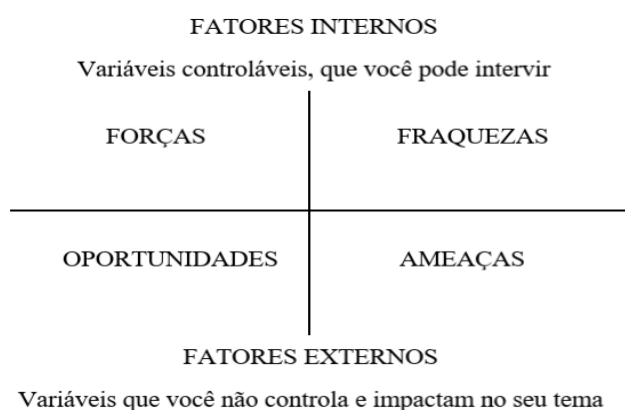 FATORES INTERNOS
Variáveis controláveis, que você pode intervir
FORÇAS FRAQUEZAS
OPORTUNIDADES AMEAÇAS
FATORES EXTERNOS
Variáveis que você não controla e impactam no seu tema